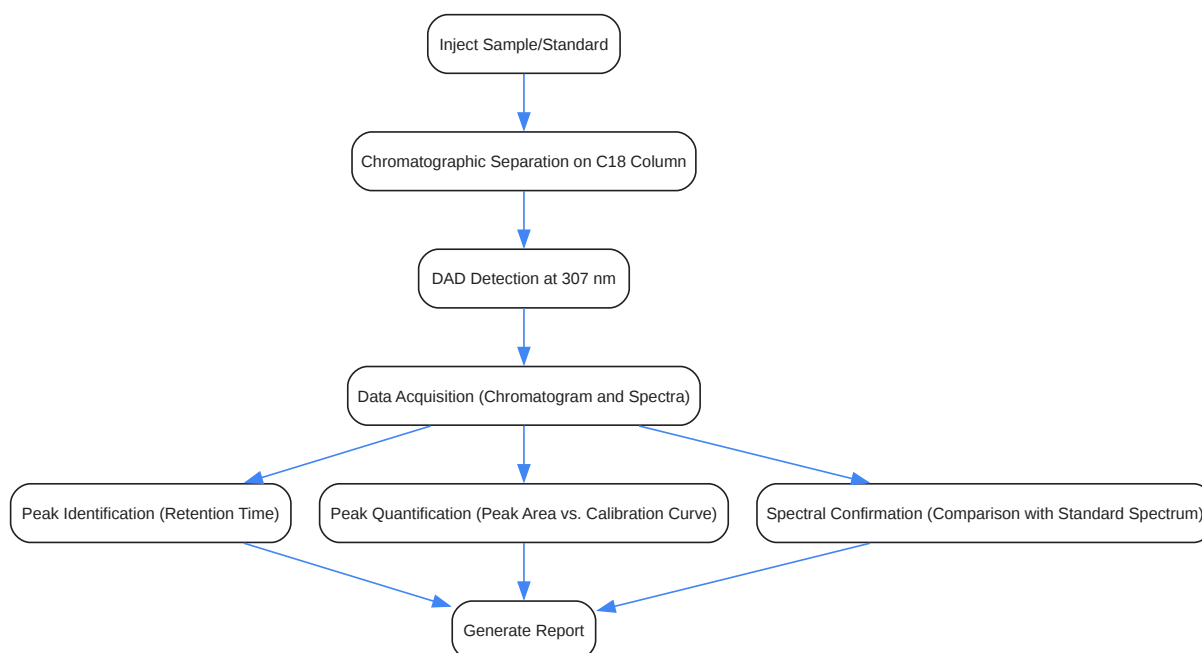 Inject Sample/Standard
Chromatographic Separation on C18 Column
DAD Detection at 307 nm
Data Acquisition (Chromatogram and Spectra)
Peak Identification (Retention Time)
Peak Quantification (Peak Area vs. Calibration Curve)
Spectral Confirmation (Comparison with Standard Spectrum)
Generate Report